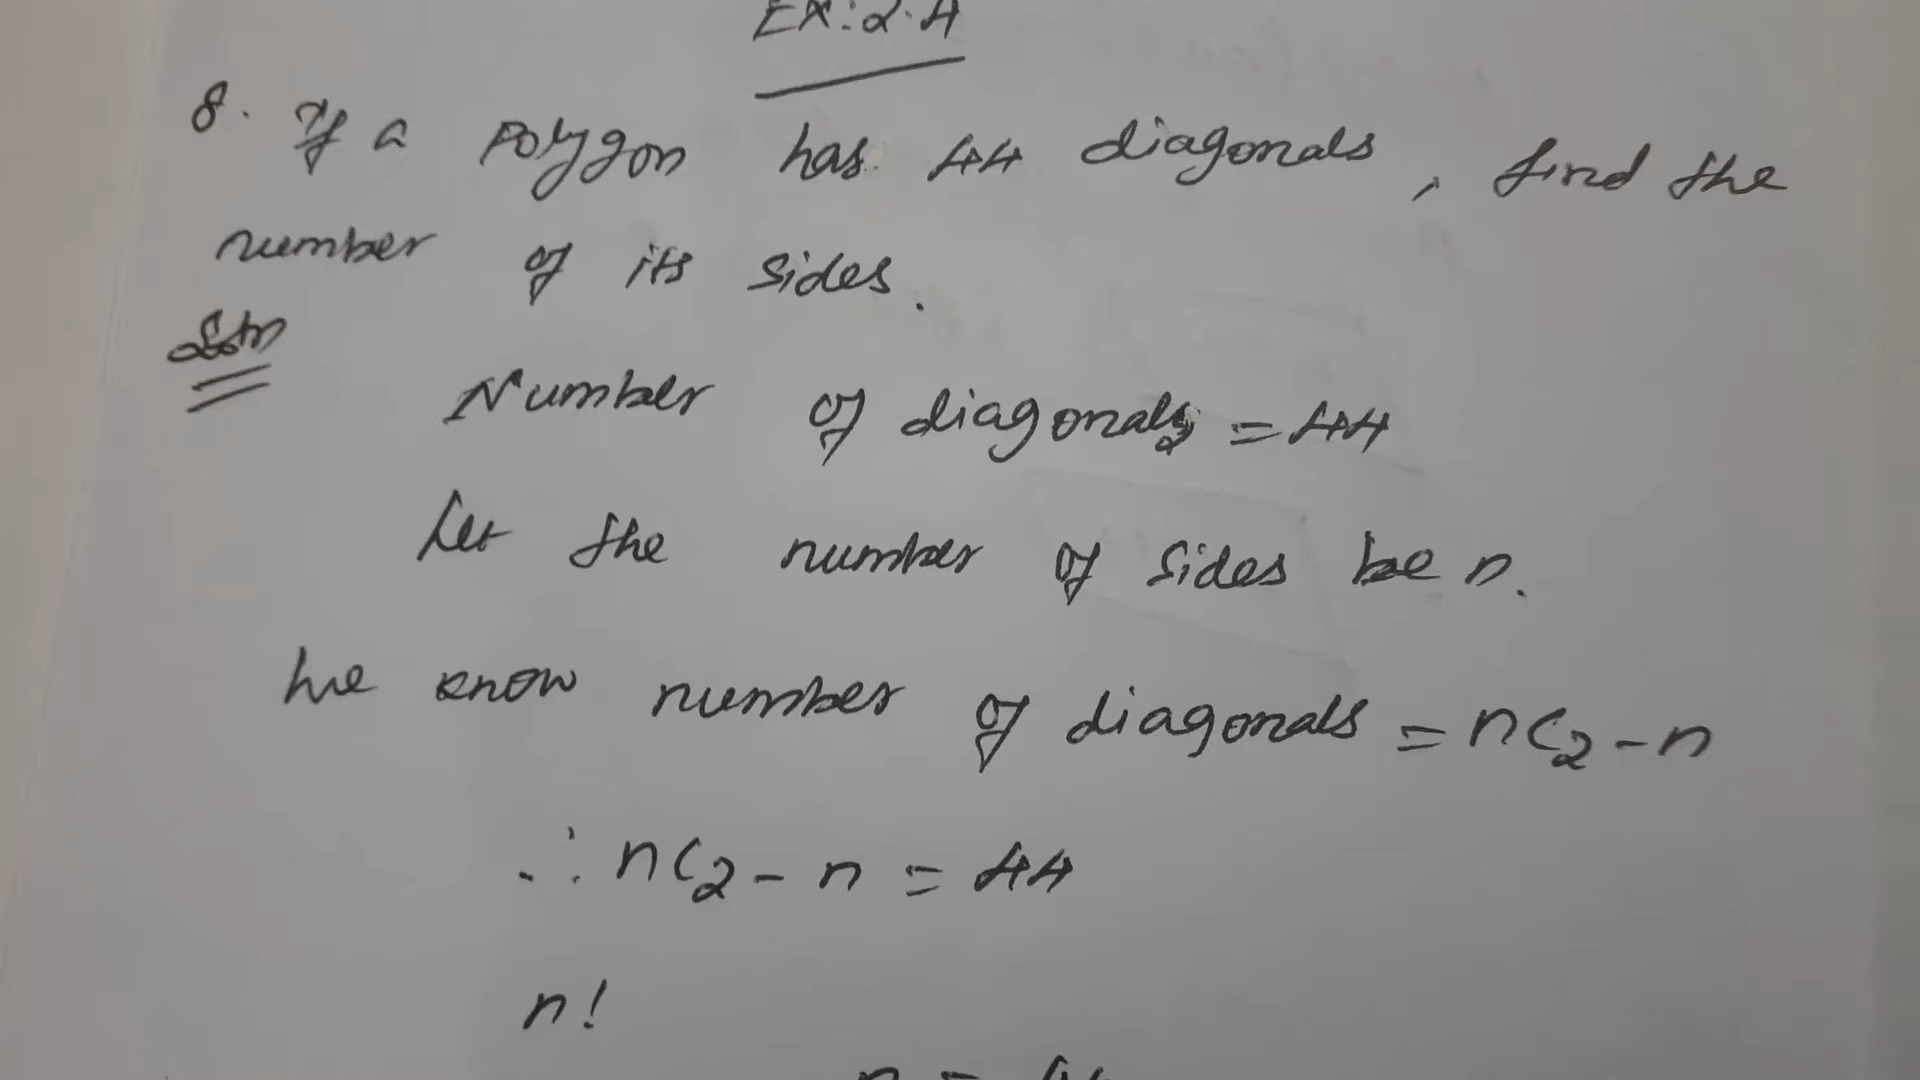 Ex: 2.4
8. If a Polygon has 44 diagonals, find the
number of its sides.
Soln
Number of diagonals = 44
Let the number of sides be n.
We know number of diagonals = nC2 - n
∴ nC2 - n = 44
n!
n =